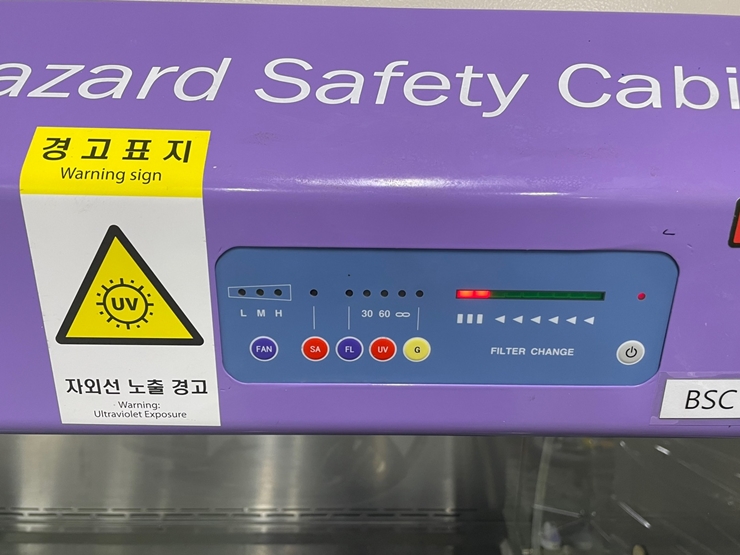 azard Safety Cabi
경고표지
Warning sign
UV
자외선 노출 경고
Warning:
Ultraviolet Exposure
L M H
30 60 ∞
FAN SA FL UV G
FILTER CHANGE
BSC